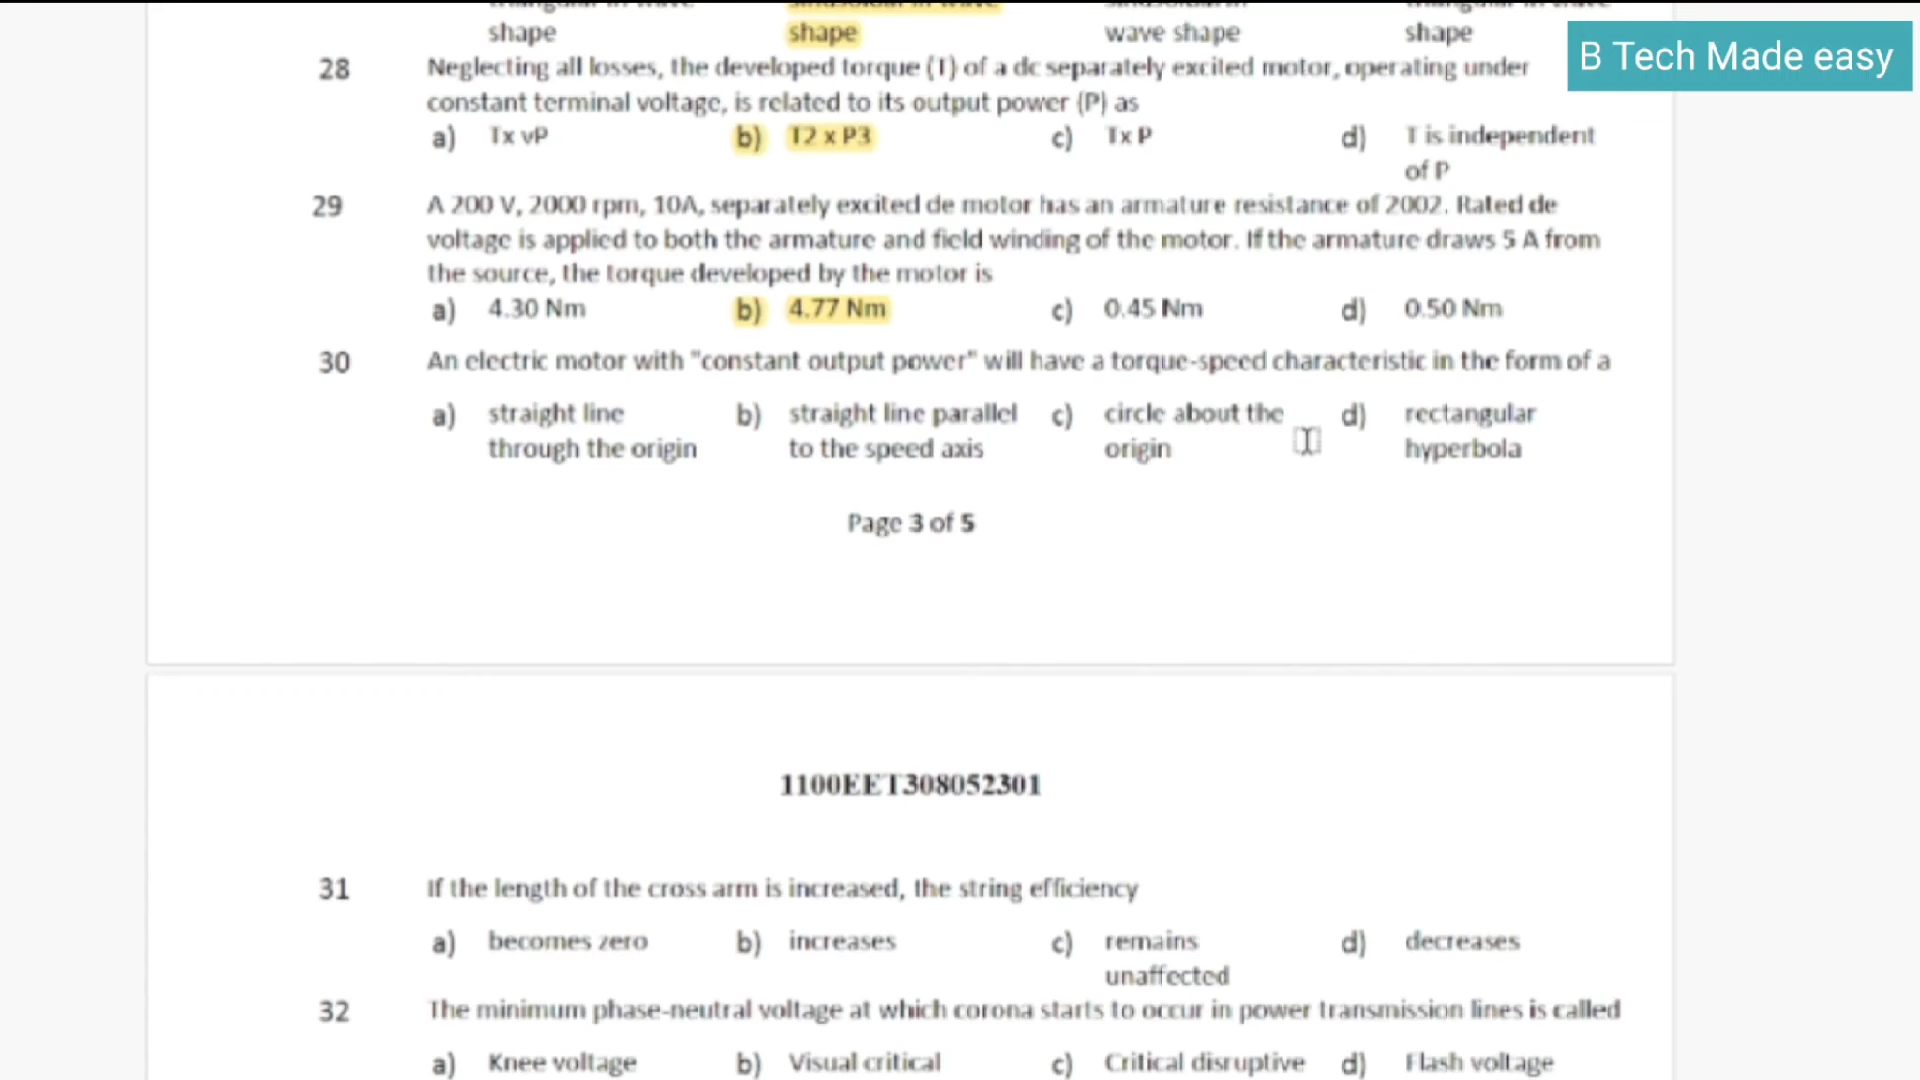 shape shape wave shape shape
B Tech Made easy
28 Neglecting all losses, the developed torque (T) of a dc separately excited motor, operating under
constant terminal voltage, is related to its output power (P) as
a) Tx vP b) T2 x P3 c) Tx P d) T is independent
of P
29 A 200 V, 2000 rpm, 10A, separately excited de motor has an armature resistance of 2002. Rated de
voltage is applied to both the armature and field winding of the motor. If the armature draws 5 A from
the source, the torque developed by the motor is
a) 4.30 Nm b) 4.77 Nm c) 0.45 Nm d) 0.50 Nm
30 An electric motor with "constant output power" will have a torque-speed characteristic in the form of a
a) straight line b) straight line parallel c) circle about the d) rectangular
through the origin to the speed axis origin hyperbola
Page 3 of 5
1100EET308052301
31 If the length of the cross arm is increased, the string efficiency
a) becomes zero b) increases c) remains d) decreases
unaffected
32 The minimum phase-neutral voltage at which corona starts to occur in power transmission lines is called
a) Knee voltage b) Visual critical c) Critical disruptive d) Flash voltage